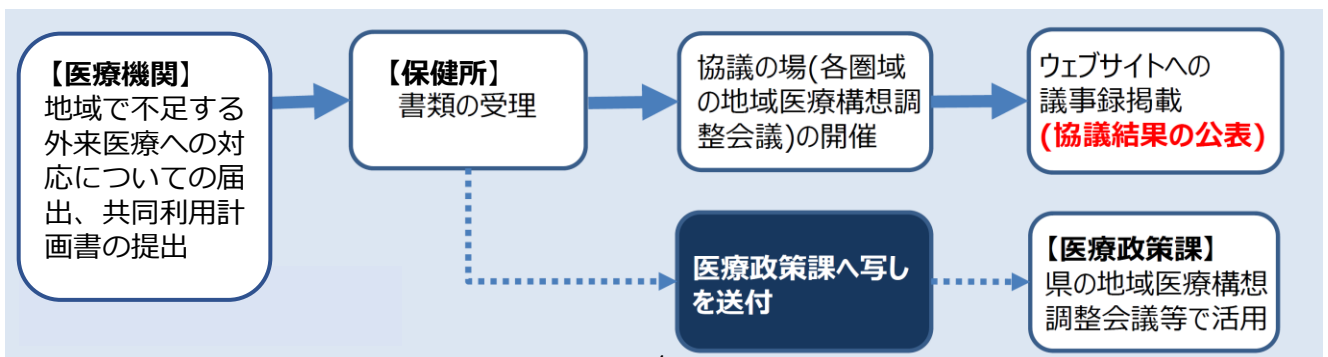 【医療機関】
地域で不足する
外来医療への対
応についての届
出、共同利用計
画書の提出
【保健所】
書類の受理
協議の場(各圏域
の地域医療構想調
整会議)の開催
ウェブサイトへの
議事録掲載
(協議結果の公表)
医療政策課へ写し
を送付
【医療政策課】
県の地域医療構想
調整会議等で活用